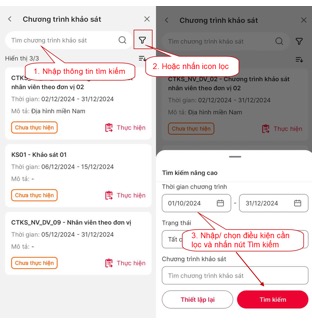 Chương trình khảo sát
Tìm chương trình khảo sát
Hiển thị 3/3
1. Nhập thông tin tìm kiếm
2. Hoặc nhấn icon lọc
CTKS
nhân viên theo đơn vị 02
Thời gian: 02/12/2024 - 31/12/2024
Mô tả: Địa hình miền Nam
Chưa thực hiện
Thực hiện
KS01 - Khảo sát 01
Thời gian: 06/12/2024 - 15/12/2024
Mô tả: -
Chưa thực hiện
Thực hiện
CTKS_NV_DV_09 - Nhân viên theo đơn vị
Thời gian: 05/12/2024 - 31/12/2024
Mô tả: -
Chưa thực hiện
Thực hiện
Chương trình khảo sát
Tìm chương trình khảo sát
CTKS_NV_DV_02 - Chương trình khảo sát
nhân viên theo đơn vị 02
Thời gian: 02/12/2024 - 31/12/2024
Mô tả: Địa hình miền Nam
Chưa thực hiện
Thực hiện
Tìm kiếm nâng cao
Thời gian chương trình
01/10/2024 - 31/12/2024
Trạng thái
Tất c
3. Nhập/ chọn điều kiện cần
lọc và nhấn nút Tìm kiếm
Chương trình khảo sát
Tìm chương trình khảo sát
Thiết lập lại
Tìm kiếm